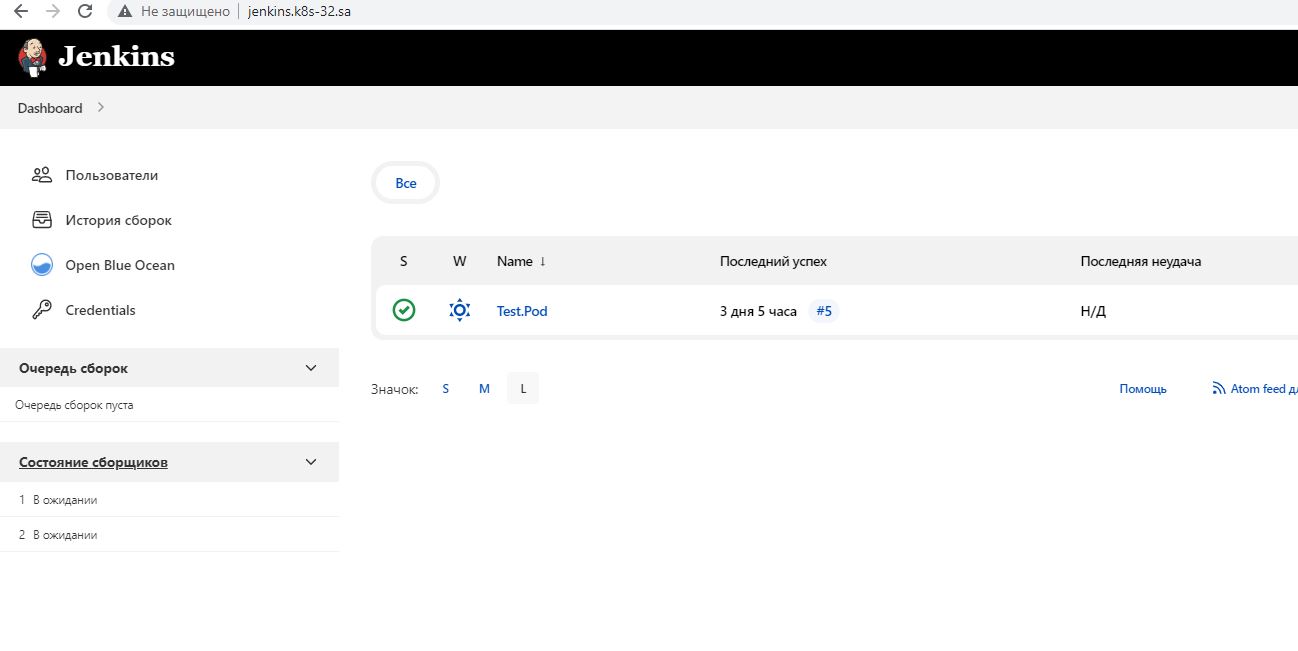 Не защищено jenkins.k8s-32.sa
Jenkins
Dashboard
Пользователи
История сборок
Open Blue Ocean
Credentials
Очередь сборок
Очередь сборок пуста
Состояние сборщиков
1 В ожидании
2 В ожидании
Все
S W Name ↓ Последний успех Последняя неудача
Test.Pod 3 дня 5 часа #5 Н/Д
Значок: S M L Помощь Atom feed